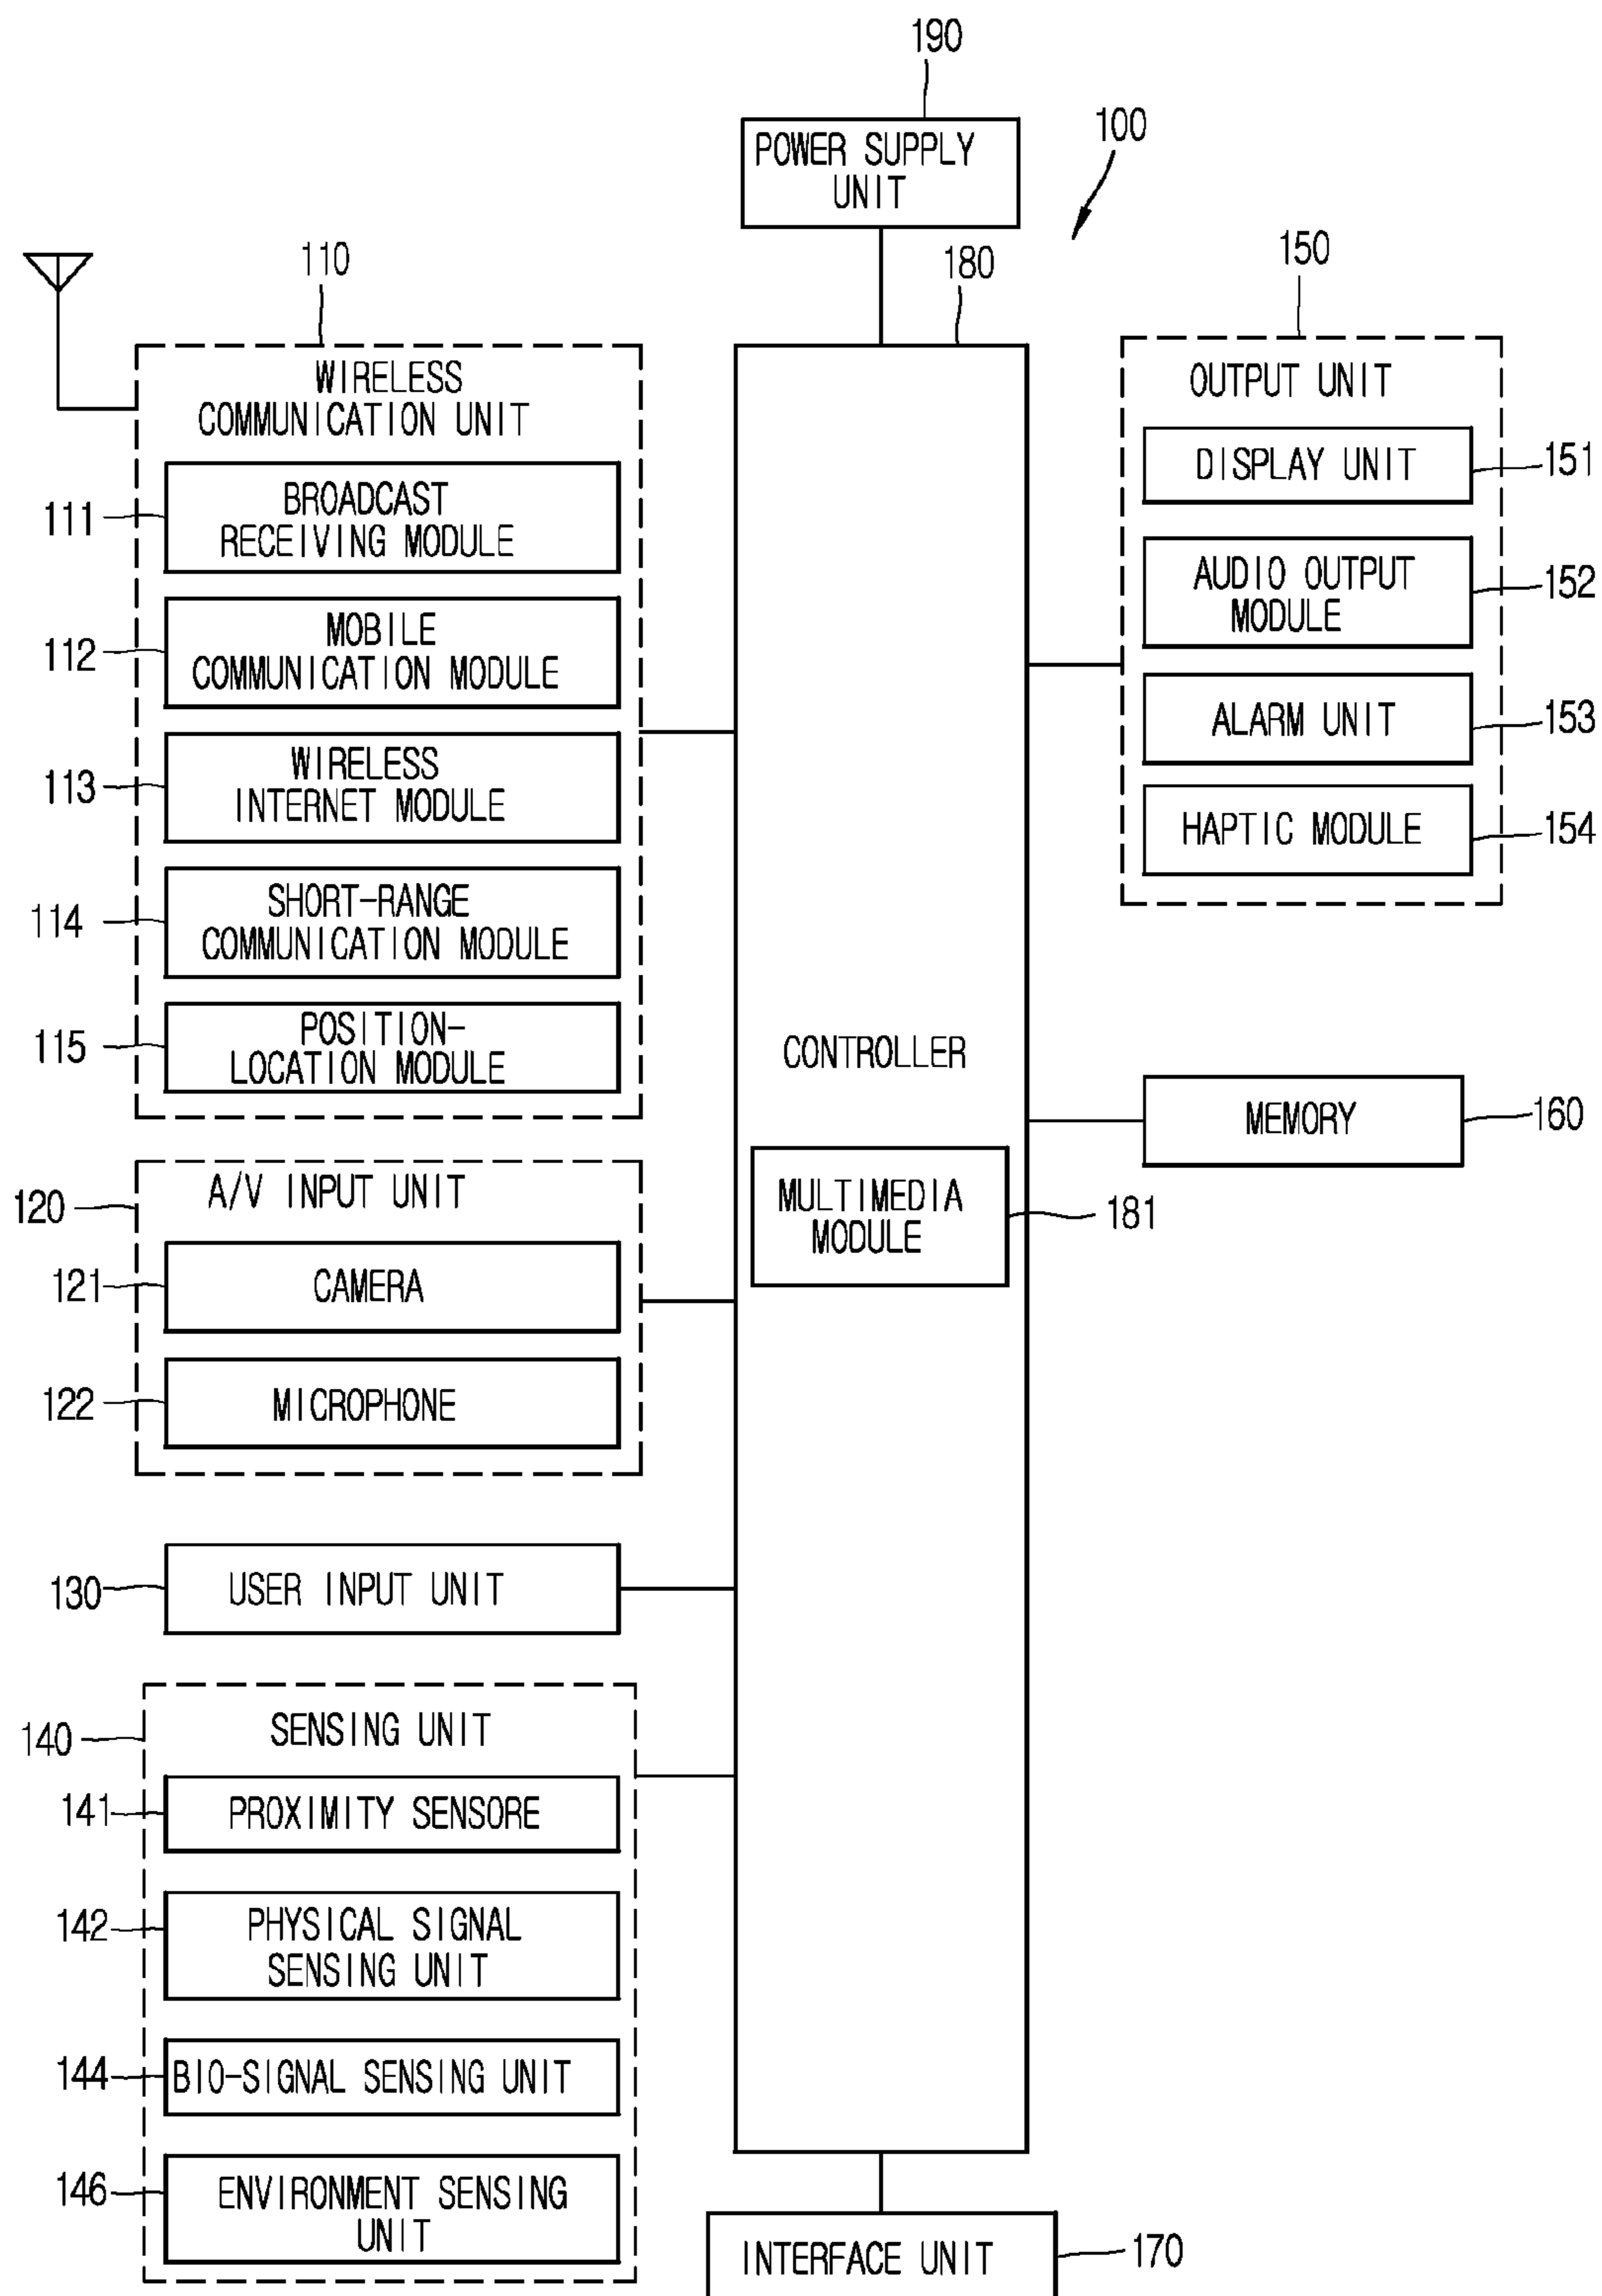 190
POWER SUPPLY
UNIT
100
110
180
150
WIRELESS
COMMUNICATION UNIT
111
BROADCAST
RECEIVING MODULE
112
MOBILE
COMMUNICATION MODULE
113
WIRELESS
INTERNET MODULE
114
SHORT-RANGE
COMMUNICATION MODULE
115
POSITION-
LOCATION MODULE
120
A/V INPUT UNIT
121
CAMERA
122
MICROPHONE
130
USER INPUT UNIT
140
SENSING UNIT
141
PROXIMITY SENSORE
142
PHYSICAL SIGNAL
SENSING UNIT
144
BIO-SIGNAL SENSING UNIT
146
ENVIRONMENT SENSING
UNIT
CONTROLLER
MULTIMEDIA
MODULE
181
OUTPUT UNIT
DISPLAY UNIT
151
AUDIO OUTPUT
MODULE
152
ALARM UNIT
153
HAPTIC MODULE
154
MEMORY
160
INTERFACE UNIT
170